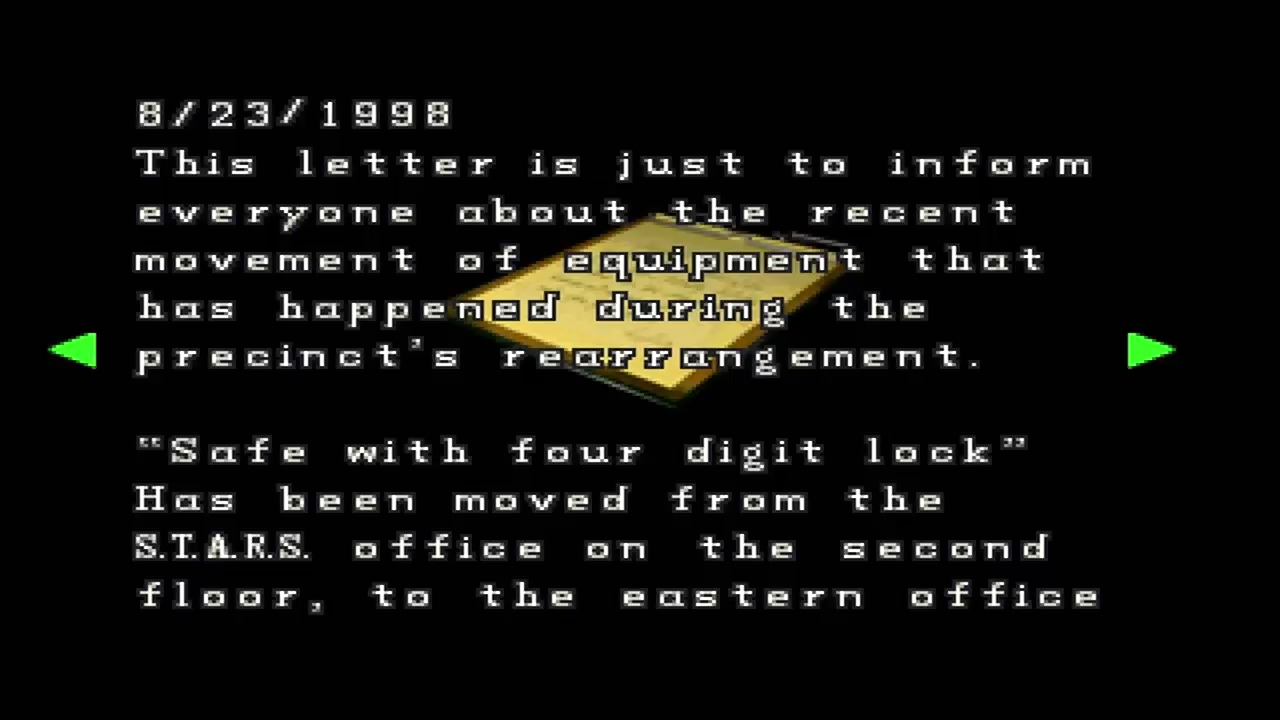 8/23/1998
This letter is just to inform
everyone about the recent
movement of equipment that
has happened during the
precinct's rearrangement.
"Safe with four digit lock"
Has been moved from the
S.T.A.R.S. office on the second
floor, to the eastern office